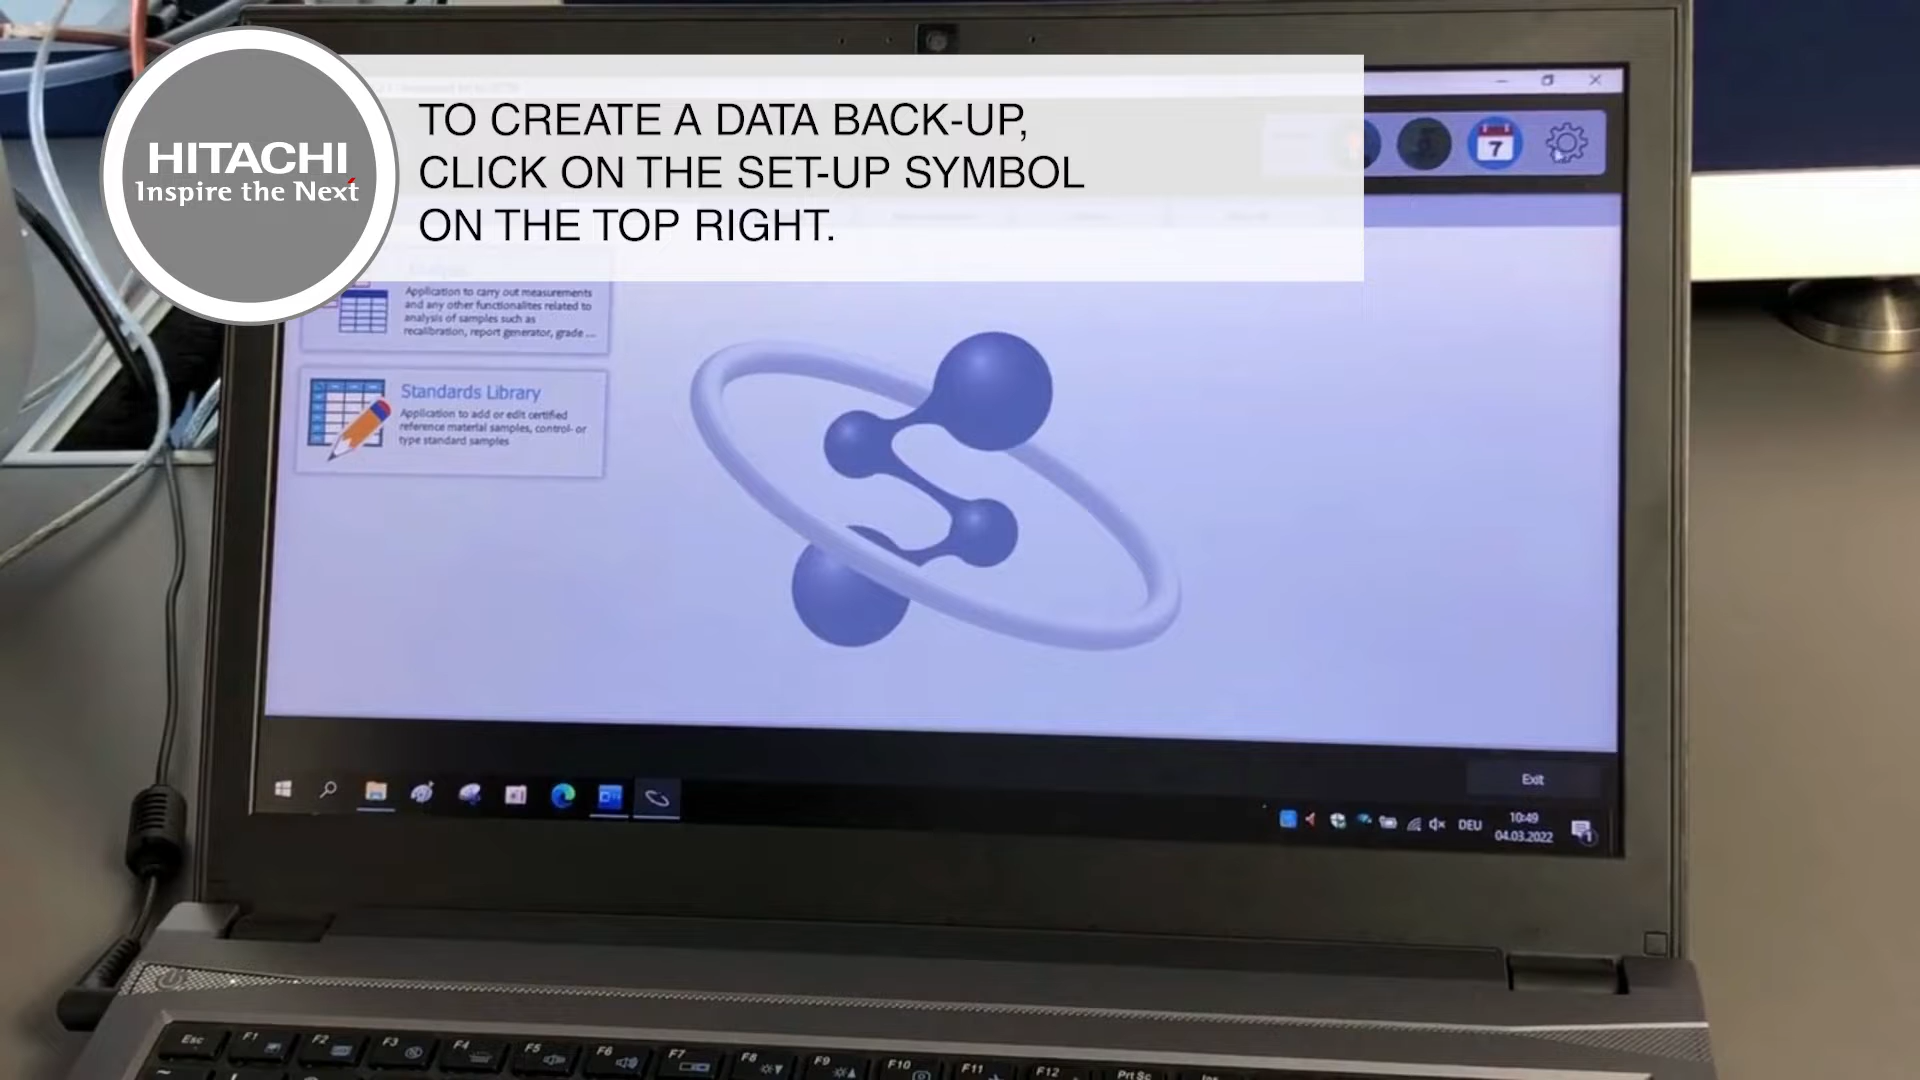 HITACHI
Inspire the Next
TO CREATE A DATA BACK-UP,
CLICK ON THE SET-UP SYMBOL
ON THE TOP RIGHT.
7
Application to carry out measurements
and any other functionalites related to
analysis of samples such as
recalibration, report generator, grade ...
Standards Library
Application to add or edit certified
reference material samples, control- or
type standard samples
Exit
DEU
10:49
04.03.2022
1
Esc
F1
F2
F3
F4
F5
F6
F7
F8
F9
F10
F11
F12
Prt Sc
Ins